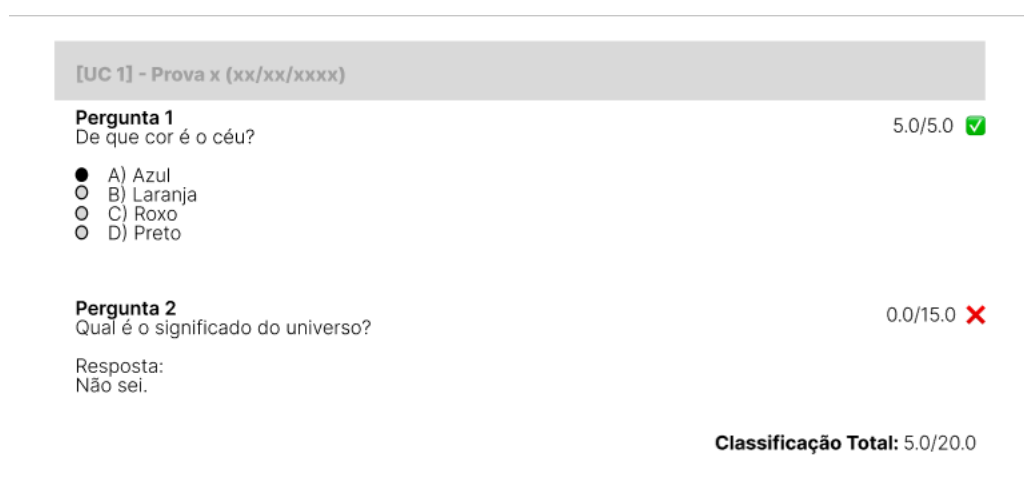 [UC 1] - Prova x (xx/xx/xxxx)
Pergunta 1
De que cor é o céu?
5.0/5.0
A) Azul
B) Laranja
C) Roxo
D) Preto
Pergunta 2
Qual é o significado do universo?
0.0/15.0
Resposta:
Não sei.
Classificação Total: 5.0/20.0